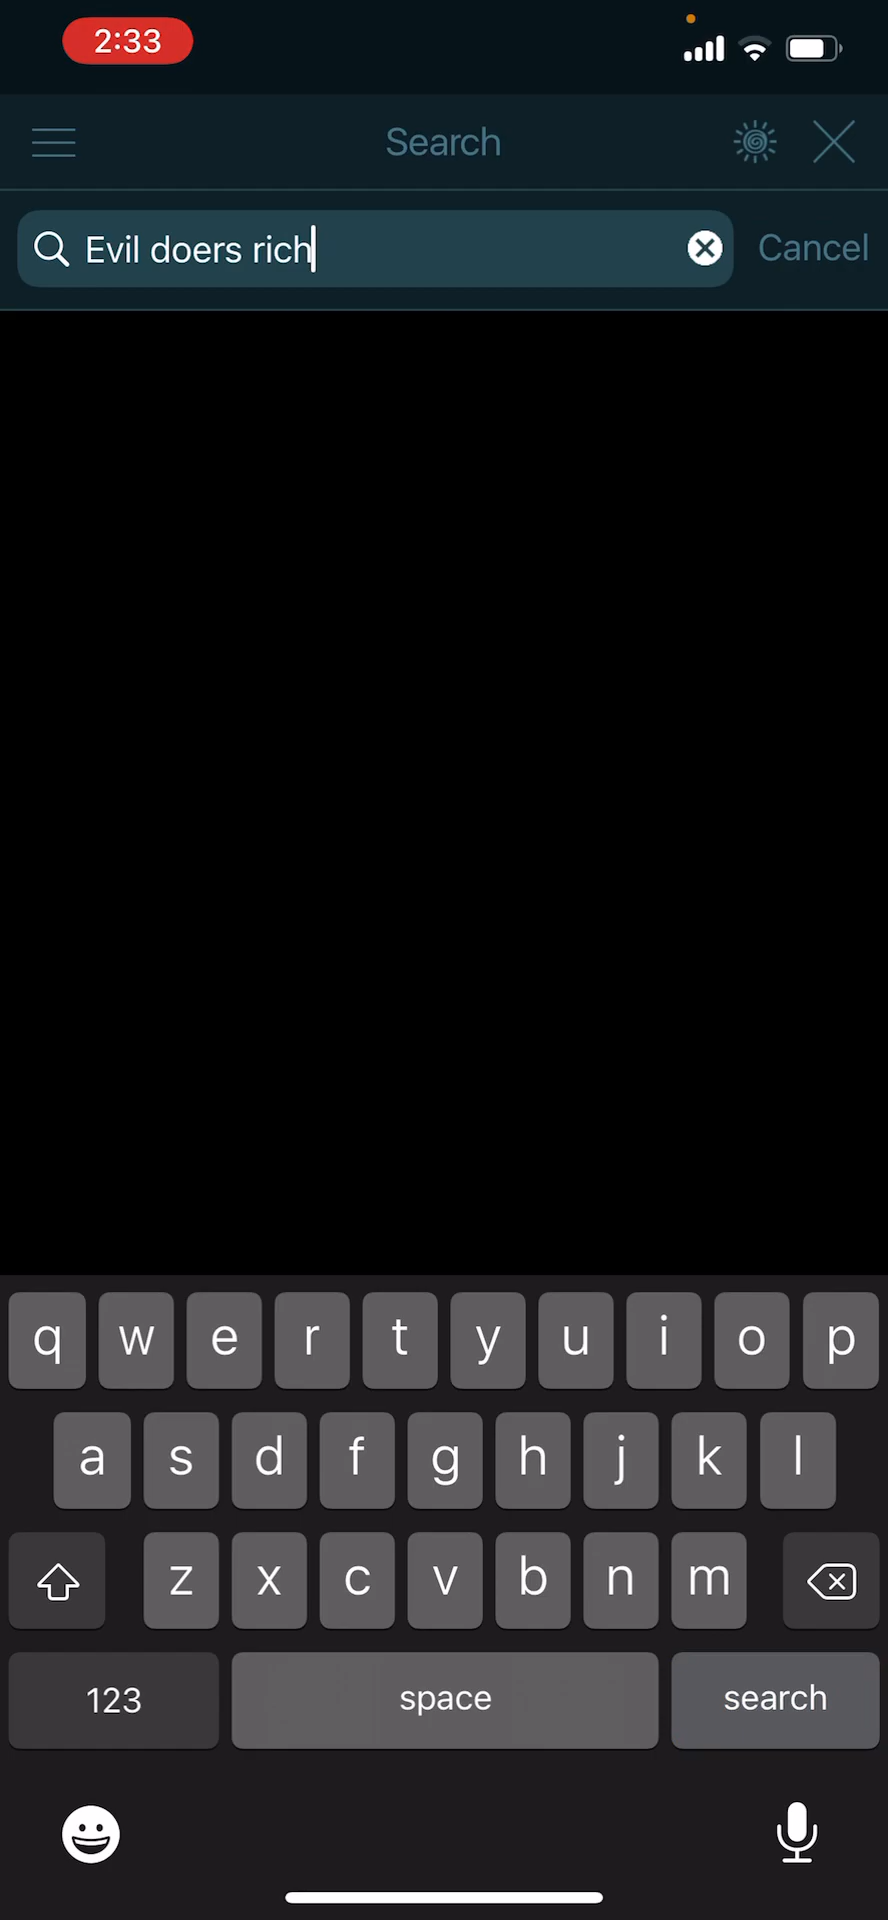 2:33
Search
Evil doers rich
Cancel
q w e r t y u i o p
a s d f g h j k l
z x c v b n m
123 space search